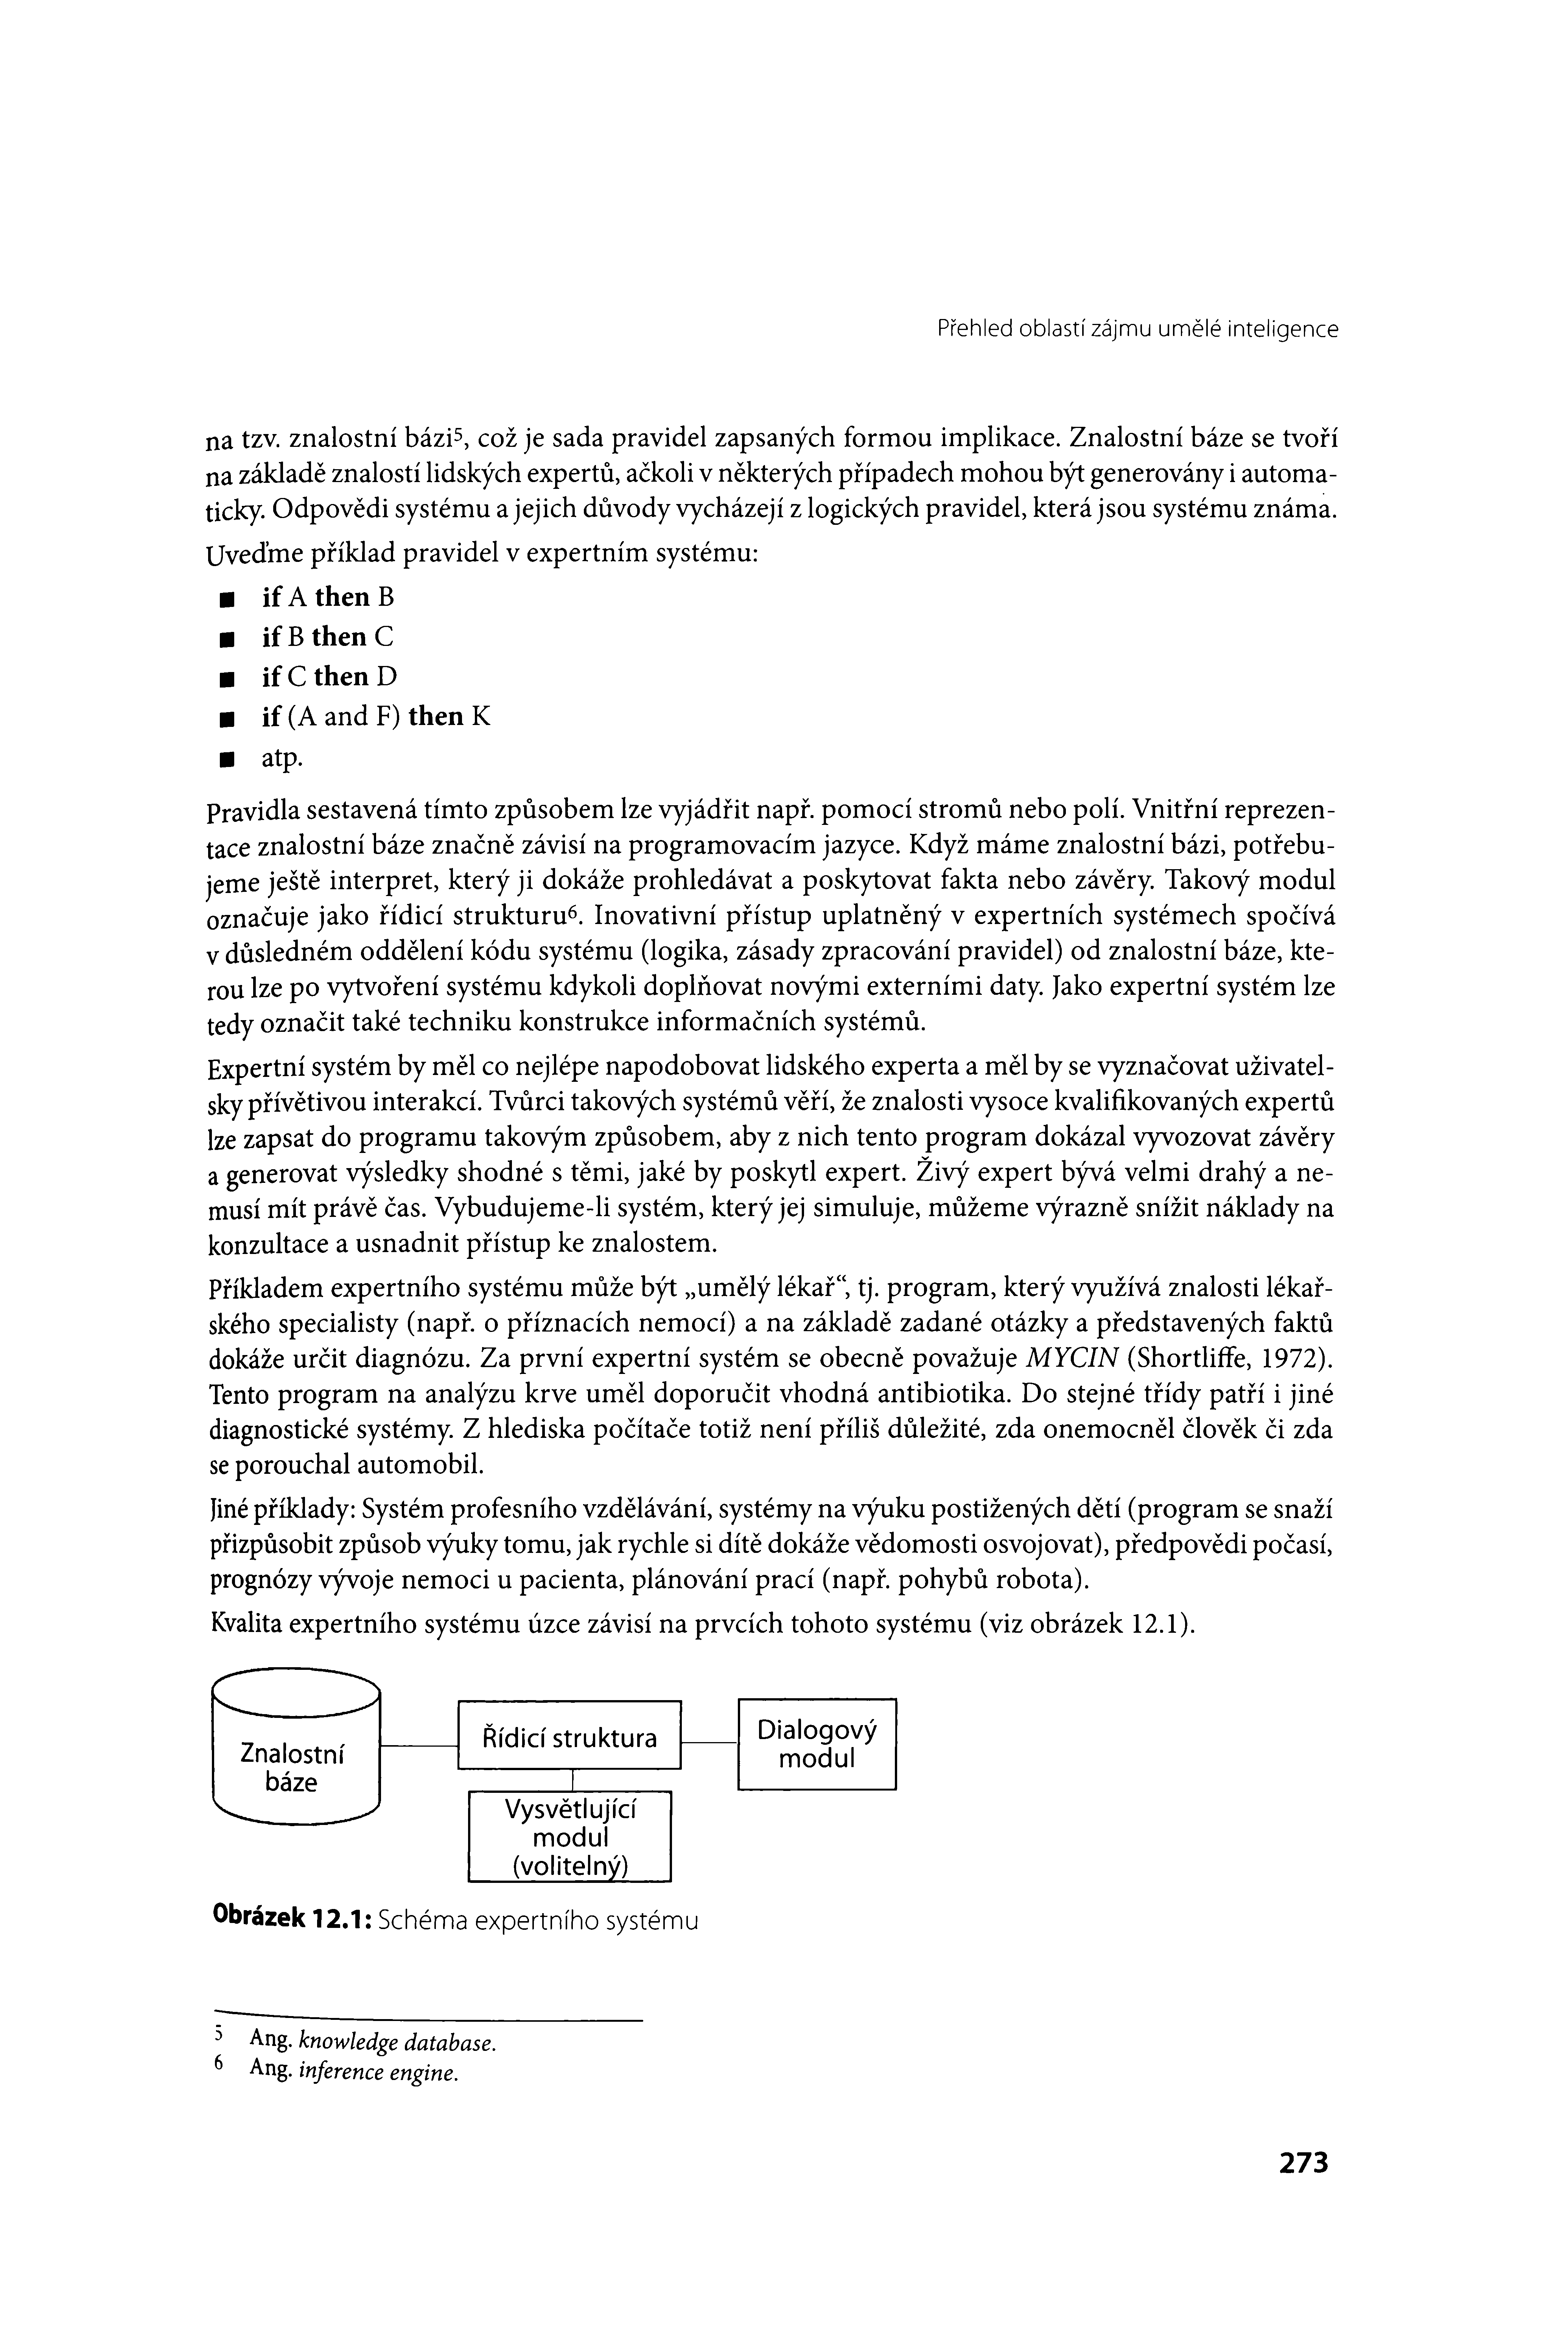 Přehled oblastí zájmu umělé inteligence
na tzv. znalostní bázi⁵, což je sada pravidel zapsaných formou implikace. Znalostní báze se tvoří
na základě znalostí lidských expertů, ačkoli v některých případech mohou být generovány i automa-
ticky. Odpovědi systému a jejich důvody vycházejí z logických pravidel, která jsou systému známa.
Uveďme příklad pravidel v expertním systému:
■ if A then B
■ if B then C
■ if C then D
■ if (A and F) then K
■ atp.
Pravidla sestavená tímto způsobem lze vyjádřit např. pomocí stromů nebo polí. Vnitřní reprezen-
tace znalostní báze značně závisí na programovacím jazyce. Když máme znalostní bázi, potřebu-
jeme ještě interpret, který ji dokáže prohledávat a poskytovat fakta nebo závěry. Takový modul
označuje jako řídicí strukturu⁶. Inovativní přístup uplatněný v expertních systémech spočívá
v důsledném oddělení kódu systému (logika, zásady zpracování pravidel) od znalostní báze, kte-
rou lze po vytvoření systému kdykoli doplňovat novými externími daty. Jako expertní systém lze
tedy označit také techniku konstrukce informačních systémů.
Expertní systém by měl co nejlépe napodobovat lidského experta a měl by se vyznačovat uživatel-
sky přívětivou interakcí. Tvůrci takových systémů věří, že znalosti vysoce kvalifikovaných expertů
lze zapsat do programu takovým způsobem, aby z nich tento program dokázal vyvozovat závěry
a generovat výsledky shodné s těmi, jaké by poskytl expert. Živý expert bývá velmi drahý a ne-
musí mít právě čas. Vybudujeme-li systém, který jej simuluje, můžeme výrazně snížit náklady na
konzultace a usnadnit přístup ke znalostem.
Příkladem expertního systému může být „umělý lékař“, tj. program, který využívá znalosti lékař-
ského specialisty (např. o příznacích nemocí) a na základě zadané otázky a představených faktů
dokáže určit diagnózu. Za první expertní systém se obecně považuje MYCIN (Shortliffe, 1972).
Tento program na analýzu krve uměl doporučit vhodná antibiotika. Do stejné třídy patří i jiné
diagnostické systémy. Z hlediska počítače totiž není příliš důležité, zda onemocněl člověk či zda
se porouchal automobil.
Jiné příklady: Systém profesního vzdělávání, systémy na výuku postižených dětí (program se snaží
přizpůsobit způsob výuky tomu, jak rychle si dítě dokáže vědomosti osvojovat), předpovědi počasí,
prognózy vývoje nemoci u pacienta, plánování prací (např. pohybů robota).
Kvalita expertního systému úzce závisí na prvcích tohoto systému (viz obrázek 12.1).
Znalostní
báze
Řídicí struktura
Dialogový
modul
Vysvětlující
modul
(volitelný)
Obrázek 12.1: Schéma expertního systému
5 Ang. knowledge database.
6 Ang. inference engine.
273